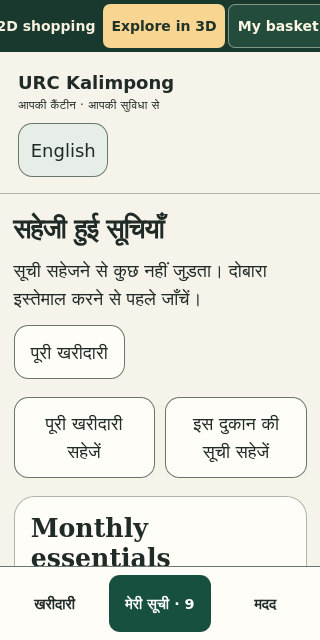 2D shopping
Explore in 3D
My basket
URC Kalimpong
आपकी कैंटीन · आपकी सुविधा से
English
सहेजी हुई सूचियाँ
सूची सहेजने से कुछ नहीं जुड़ता। दोबारा
इस्तेमाल करने से पहले जाँचें।
पूरी खरीदारी
पूरी खरीदारी
सहेजें
इस दुकान की
सूची सहेजें
Monthly
essentials
खरीदारी
मेरी सूची · 9
मदद